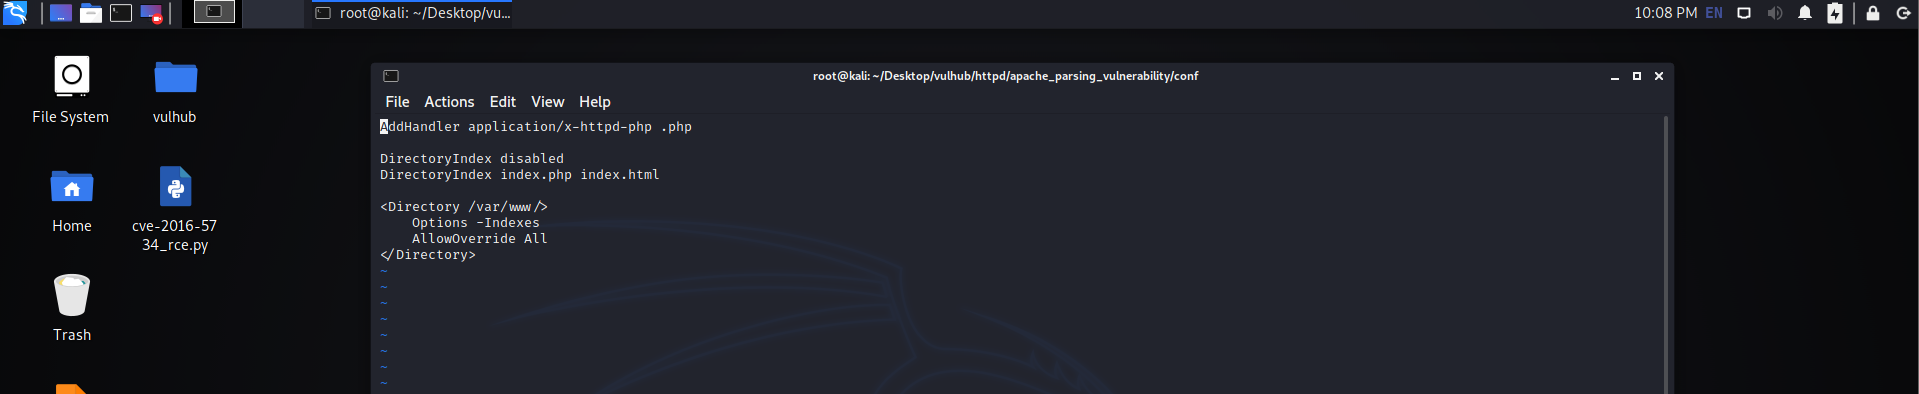 root@kali: ~/Desktop/vu...
10:08 PM EN
root@kali: ~/Desktop/vulhub/httpd/apache_parsing_vulnerability/conf
File Actions Edit View Help
AddHandler application/x-httpd-php .php
DirectoryIndex disabled
DirectoryIndex index.php index.html
<Directory /var/www/>
    Options -Indexes
    AllowOverride All
</Directory>
~
~
~
~
~
~
~
~
File System
vulhub
Home
cve-2016-57
34_rce.py
Trash